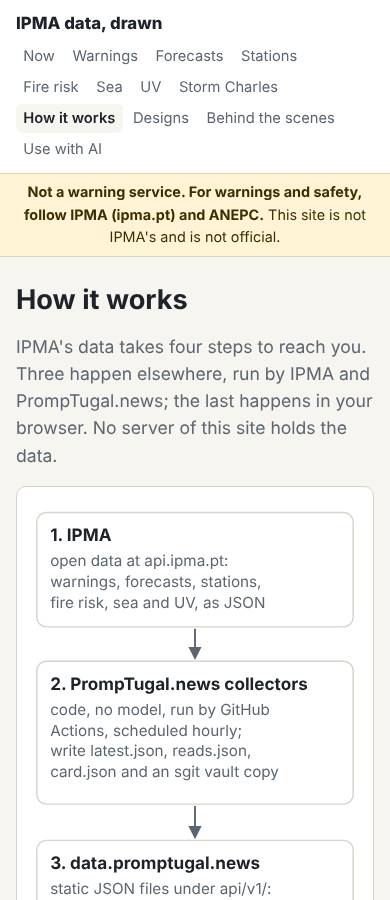 IPMA data, drawn
Now Warnings Forecasts Stations
Fire risk Sea UV Storm Charles
How it works Designs Behind the scenes
Use with AI
Not a warning service. For warnings and safety,
follow IPMA (ipma.pt) and ANEPC. This site is not
IPMA's and is not official.
How it works
IPMA's data takes four steps to reach you.
Three happen elsewhere, run by IPMA and
PrompTugal.news; the last happens in your
browser. No server of this site holds the
data.
1. IPMA
open data at api.ipma.pt:
warnings, forecasts, stations,
fire risk, sea and UV, as JSON
2. PrompTugal.news collectors
code, no model, run by GitHub
Actions, scheduled hourly;
write latest.json, reads.json,
card.json and an sgit vault copy
3. data.promptugal.news
static JSON files under api/v1/: